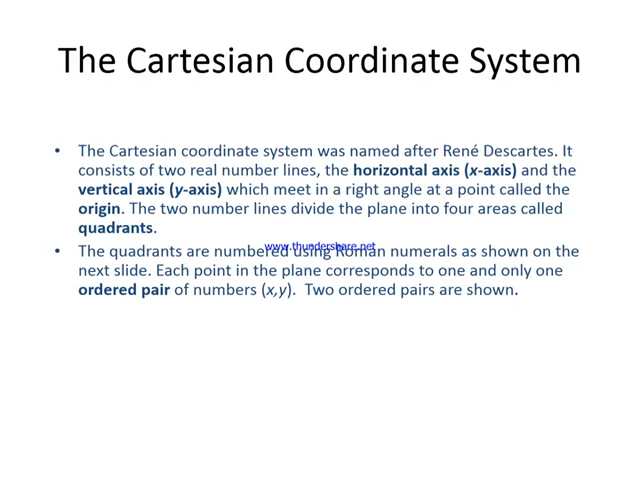 The Cartesian Coordinate System
• The Cartesian coordinate system was named after René Descartes. It
consists of two real number lines, the horizontal axis (x-axis) and the
vertical axis (y-axis) which meet in a right angle at a point called the
origin. The two number lines divide the plane into four areas called
quadrants.
• The quadrants are numbered using Roman numerals as shown on the
www.thundershare.net
next slide. Each point in the plane corresponds to one and only one
ordered pair of numbers (x,y).  Two ordered pairs are shown.